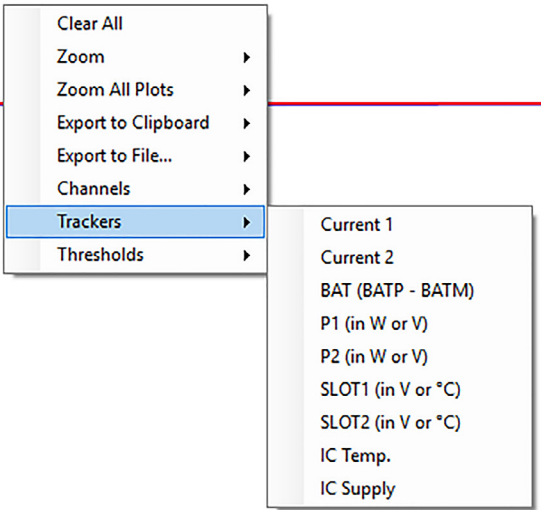 Clear All
Zoom
Zoom All Plots
Export to Clipboard
Export to File...
Channels
Trackers
Thresholds
Current 1
Current 2
BAT (BATP - BATM)
P1 (in W or V)
P2 (in W or V)
SLOT1 (in V or °C)
SLOT2 (in V or °C)
IC Temp.
IC Supply